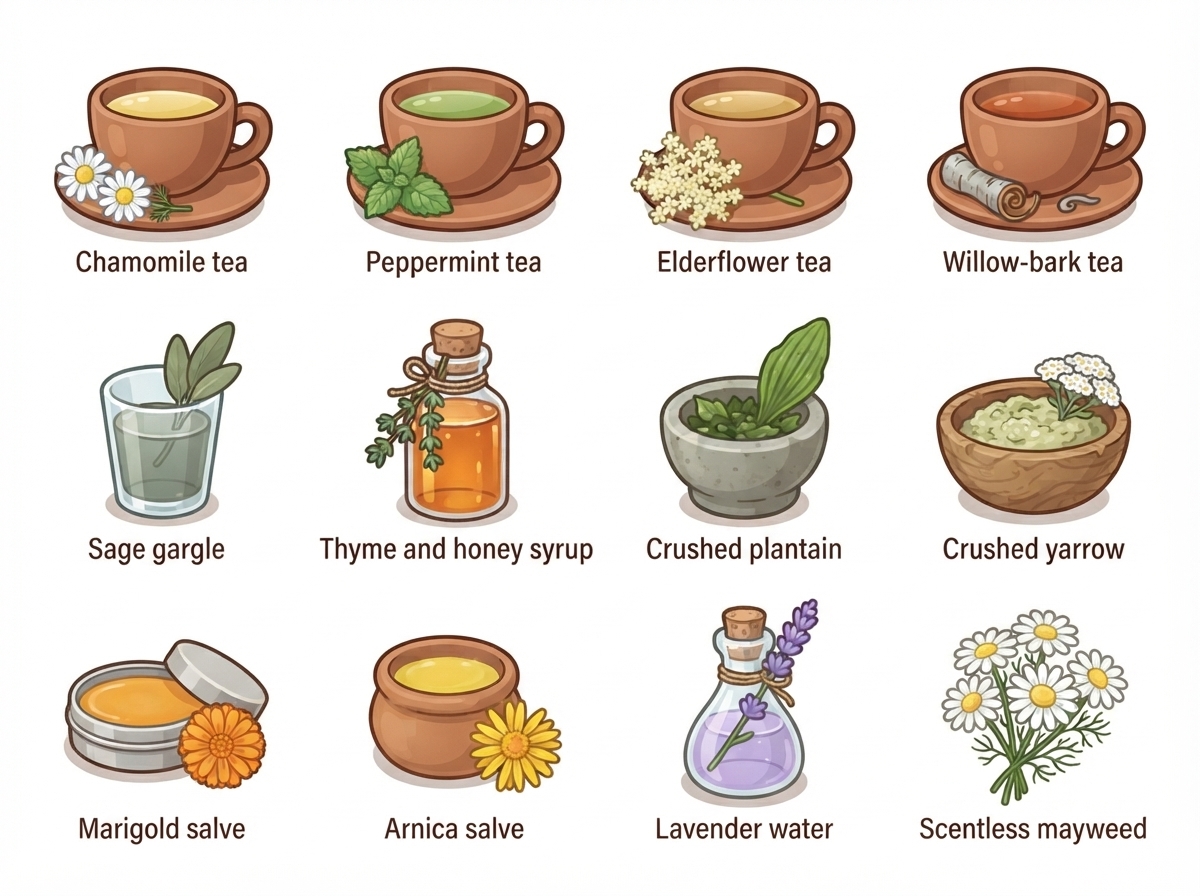 Chamomile tea
Peppermint tea
Elderflower tea
Willow-bark tea
Sage gargle
Thyme and honey syrup
Crushed plantain
Crushed yarrow
Marigold salve
Arnica salve
Lavender water
Scentless mayweed